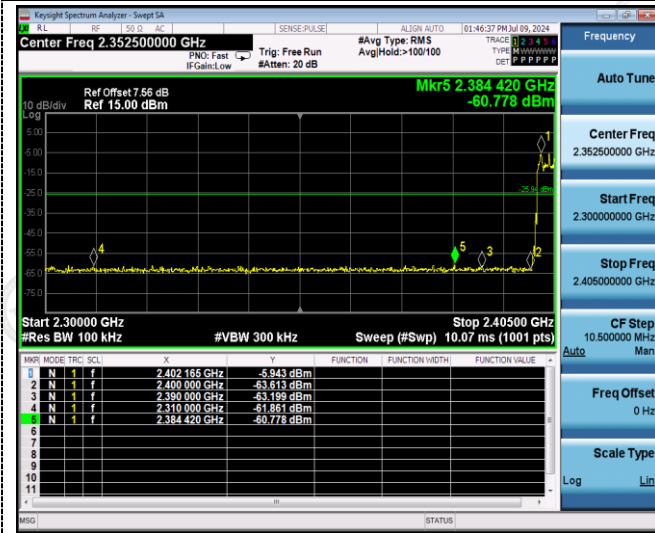 Keysight Spectrum Analyzer - Swept SA
RL RF 50 Ω AC SENSE:PULSE ALIGN AUTO 01:46:37 PM Jul 09, 2024
Center Freq 2.352500000 GHz
PNO: Fast
IFGain:Low
Trig: Free Run
#Atten: 20 dB
#Avg Type: RMS
Avg|Hold:>100/100
TRACE 1 2 3 4 5 6
TYPE MWWWWW
DET P P P P P P
Ref Offset 7.56 dB
10 dB/div Ref 15.00 dBm
Log
Mkr5 2.384 420 GHz
-60.778 dBm
5.00
-5.00
-15.0
-25.0
-35.0
-45.0
-55.0
-65.0
-75.0
1
-25.94 dBm
4
5
3
2
Start 2.30000 GHz Stop 2.40500 GHz
#Res BW 100 kHz #VBW 300 kHz Sweep (#Swp) 10.07 ms (1001 pts)
MKR MODE TRC SCL X Y FUNCTION FUNCTION WIDTH FUNCTION VALUE
1 N 1 f 2.402 165 GHz -5.943 dBm
2 N 1 f 2.400 000 GHz -63.613 dBm
3 N 1 f 2.390 000 GHz -63.199 dBm
4 N 1 f 2.310 000 GHz -61.861 dBm
5 N 1 f 2.384 420 GHz -60.778 dBm
6
7
8
9
10
11
MSG STATUS
Frequency
Auto Tune
Center Freq
2.352500000 GHz
Start Freq
2.300000000 GHz
Stop Freq
2.405000000 GHz
CF Step
10.500000 MHz
Auto Man
Freq Offset
0 Hz
Scale Type
Log Lin